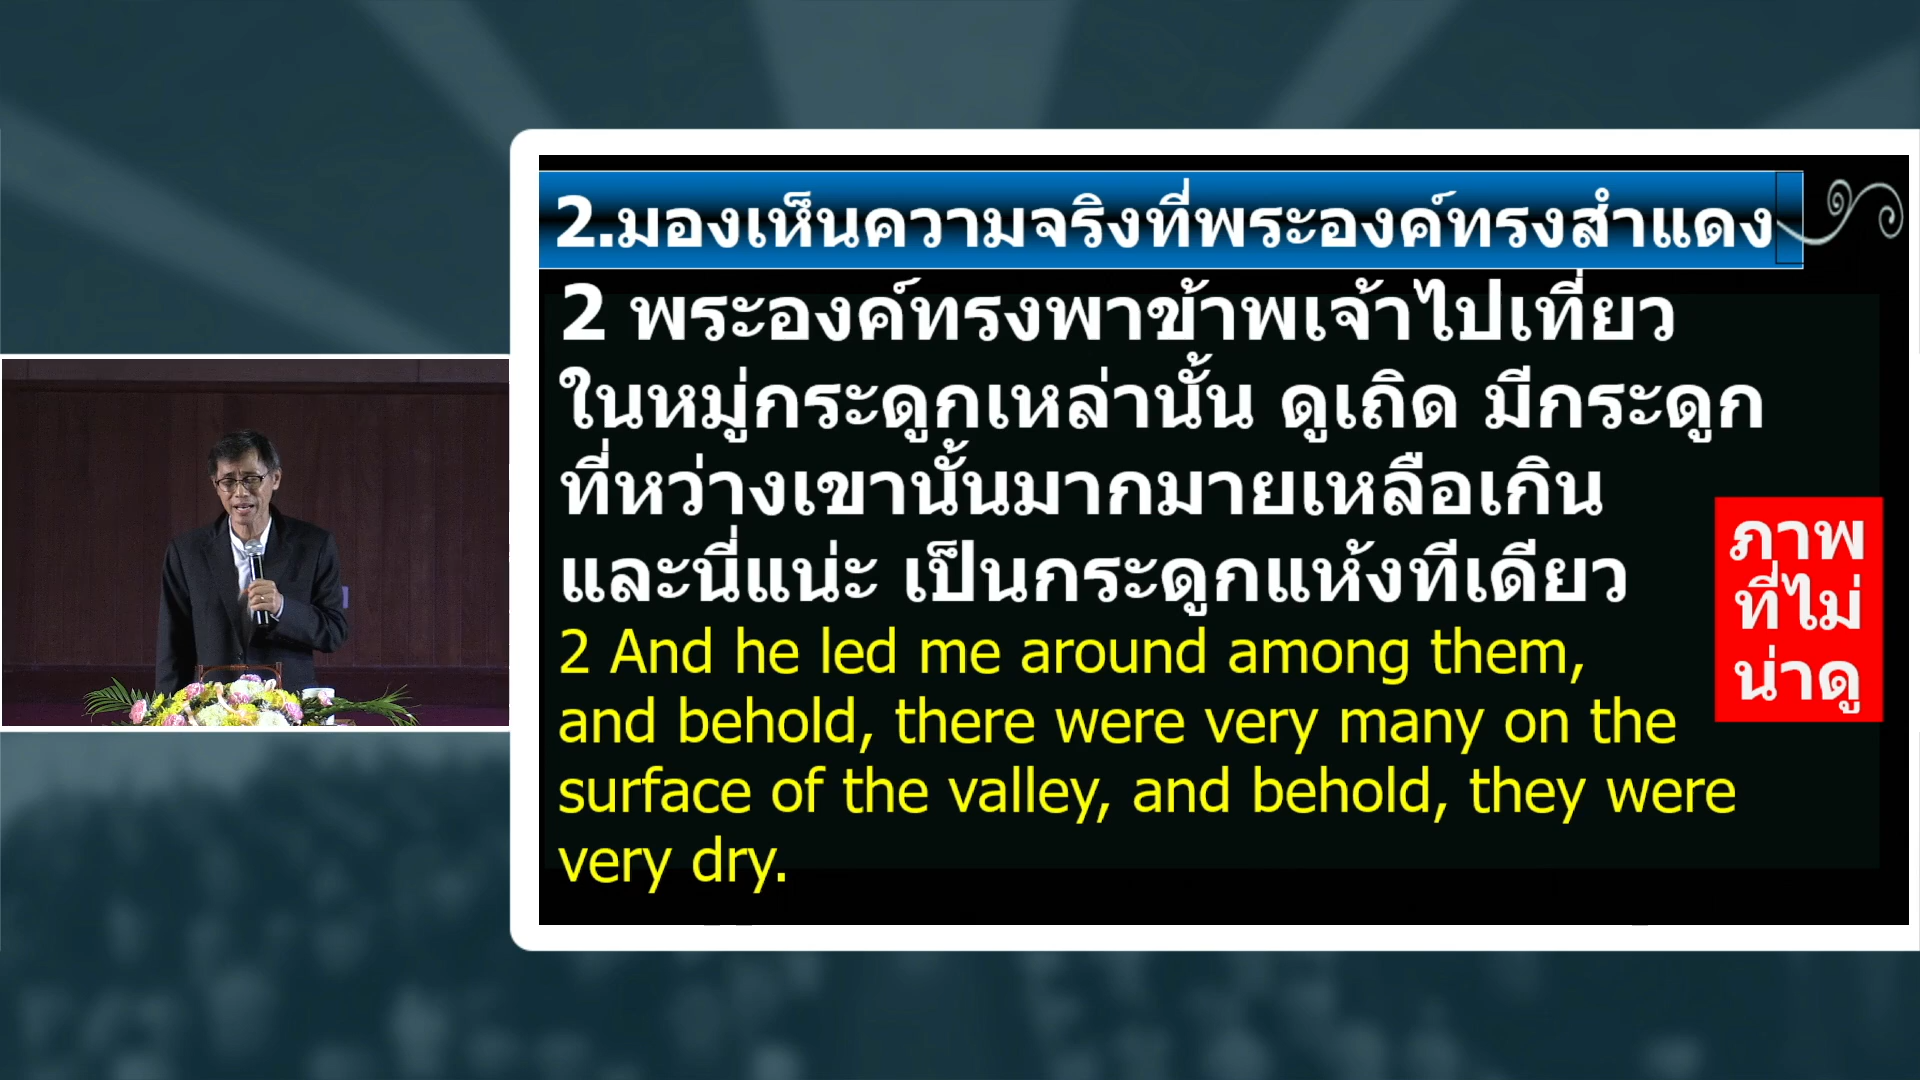 2.มองเห็นความจริงที่พระองค์ทรงสำแดง
2 พระองค์ทรงพาข้าพเจ้าไปเที่ยว
ในหมู่กระดูกเหล่านั้น ดูเถิด มีกระดูก
ที่หว่างเขานั้นมากมายเหลือเกิน
และนี่แน่ะ เป็นกระดูกแห้งทีเดียว
2 And he led me around among them,
and behold, there were very many on the
surface of the valley, and behold, they were
very dry.
ภาพ
ที่ไม่
น่าดู